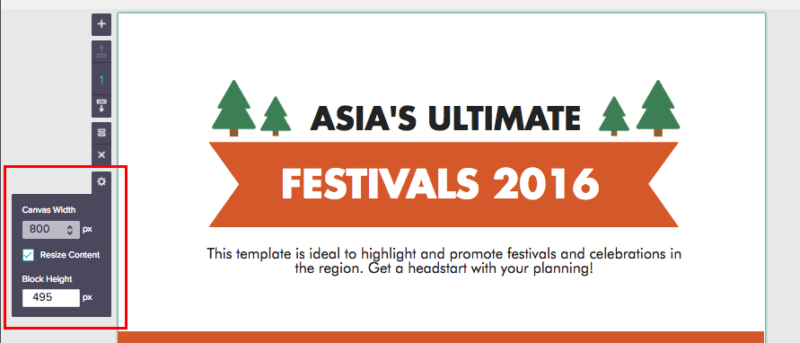 1
Canvas Width
800 px
Resize Content
Block Height
495 px
ASIA'S ULTIMATE
FESTIVALS 2016
This template is ideal to highlight and promote festivals and celebrations in
the region. Get a headstart with your planning!